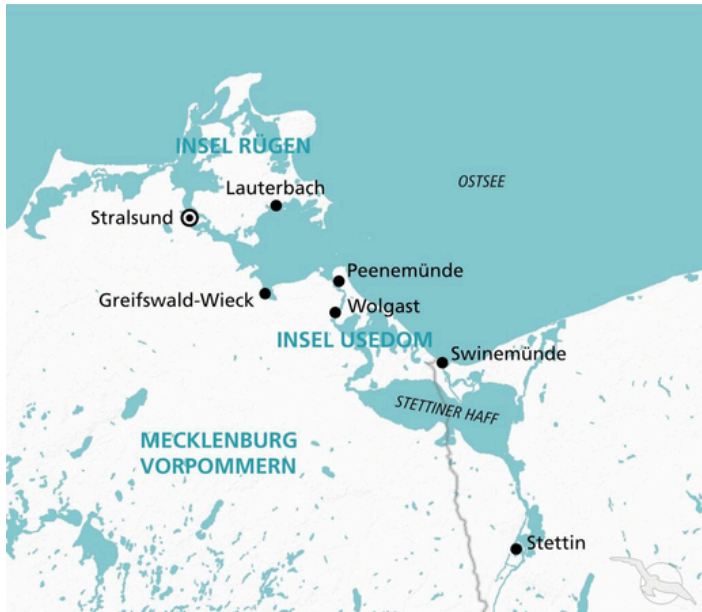 INSEL RÜGEN
OSTSEE
Lauterbach
Stralsund
Peenemünde
Greifswald-Wieck
Wolgast
INSEL USEDOM
Swinemünde
STETTINER HAFF
MECKLENBURG
VORPOMMERN
Stettin